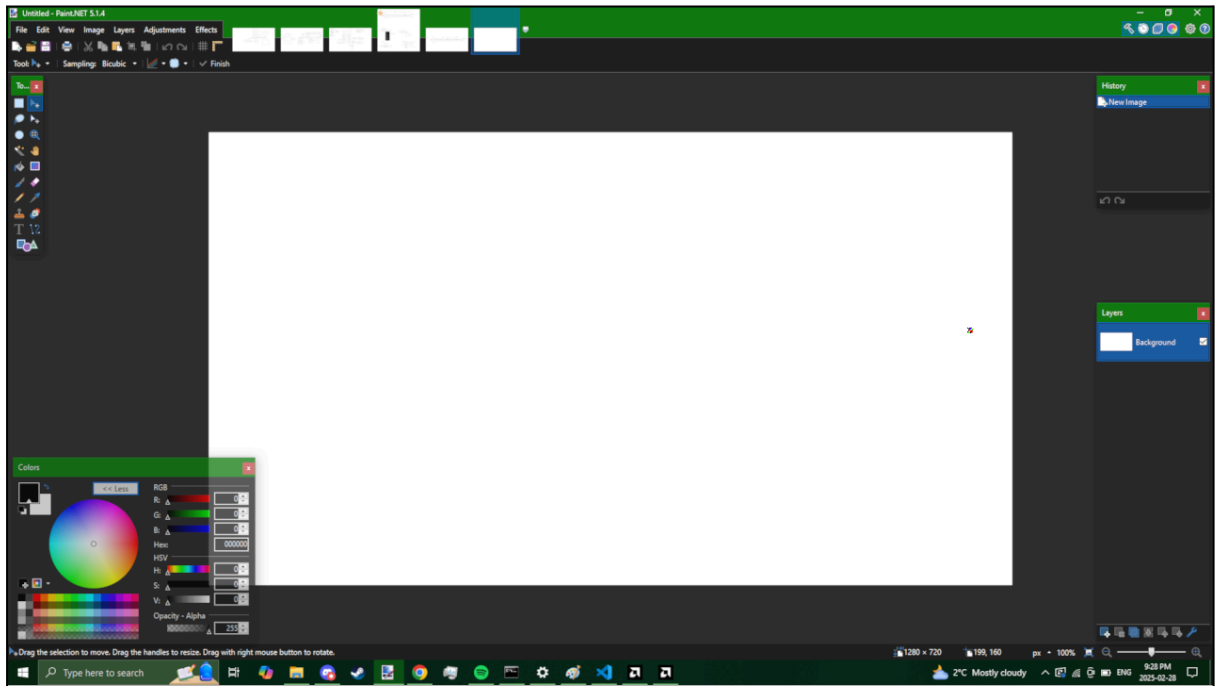 Untitled - Paint.NET 5.1.4
File Edit View Image Layers Adjustments Effects
Tool: Sampling: Bicubic Finish
To...
History
New Image
Layers
Background
Colors
<< Less
RGB
R: 0
G: 0
B: 0
Hex: 000000
HSV
H: 0
S: 0
V: 0
Opacity - Alpha
255
Drag the selection to move. Drag the handles to resize. Drag with right mouse button to rotate.
1280 × 720 199, 160 px 100%
Type here to search
2°C Mostly cloudy ENG 9:28 PM
2025-02-28